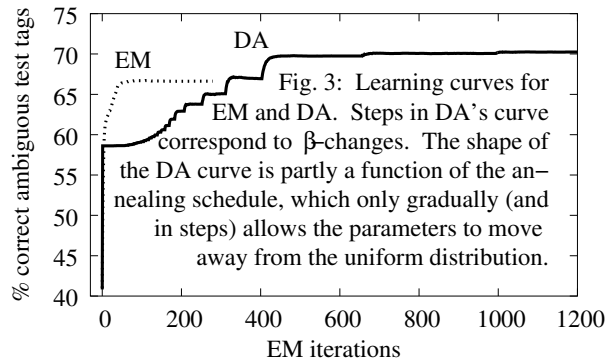 % correct ambiguous test tags
75
70
65
60
55
50
45
40
EM
DA
Fig. 3: Learning curves for
EM and DA. Steps in DA's curve
correspond to β-changes. The shape of
the DA curve is partly a function of the an-
nealing schedule, which only gradually (and
in steps) allows the parameters to move
away from the uniform distribution.
0 200 400 600 800 1000 1200
EM iterations